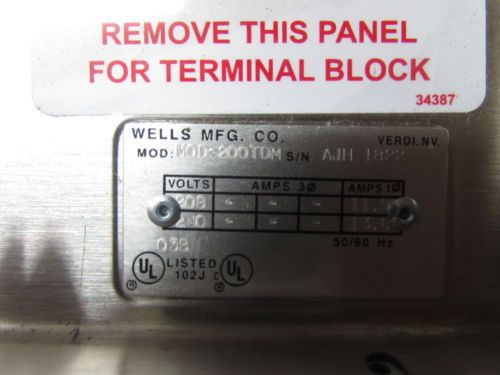 REMOVE THIS PANEL
FOR TERMINAL BLOCK
34387
WELLS MFG. CO. VERDI. NV.
MOD: MOD-200TDM S/N AJH 1822
VOLTS AMPS 3Ø AMPS 1Ø
208 - - -
- - -
50/60 Hz
UL LISTED C UL
102J